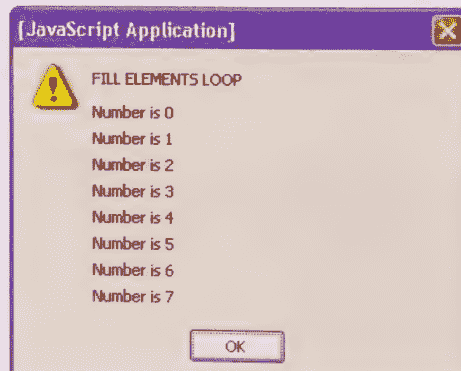 [JavaScript Application]
FILL ELEMENTS LOOP
Number is 0
Number is 1
Number is 2
Number is 3
Number is 4
Number is 5
Number is 6
Number is 7
OK